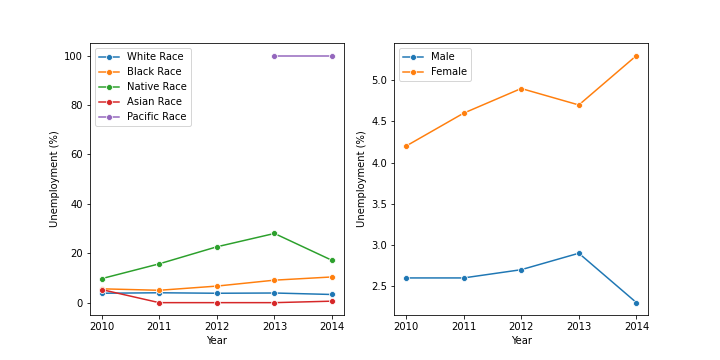 100
80
60
40
20
0
Unemployment (%)
White Race
Black Race
Native Race
Asian Race
Pacific Race
2010 2011 2012 2013 2014
Year
5.0
4.5
4.0
3.5
3.0
2.5
Unemployment (%)
Male
Female
2010 2011 2012 2013 2014
Year